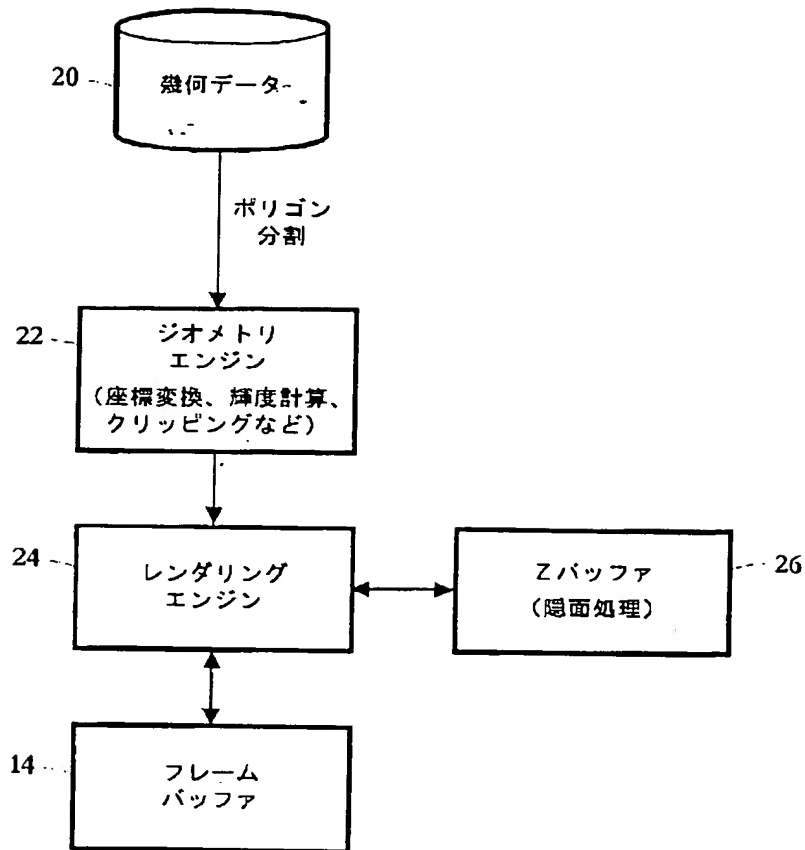 20
幾何データ
ポリゴン
分割
22
ジオメトリ
エンジン
(座標変換、輝度計算、
クリッピングなど)
24
レンダリング
エンジン
Zバッファ
(隠面処理)
26
14
フレーム
バッファ